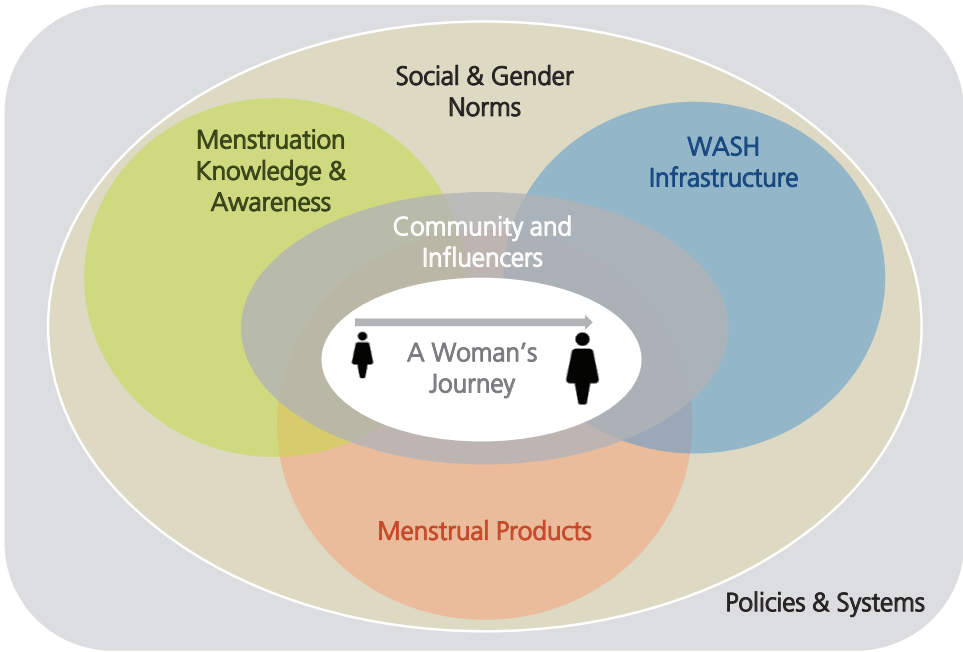 Social & Gender
Norms
Menstruation
Knowledge &
Awareness
WASH
Infrastructure
Community and
Influencers
A Woman's
Journey
Menstrual Products
Policies & Systems